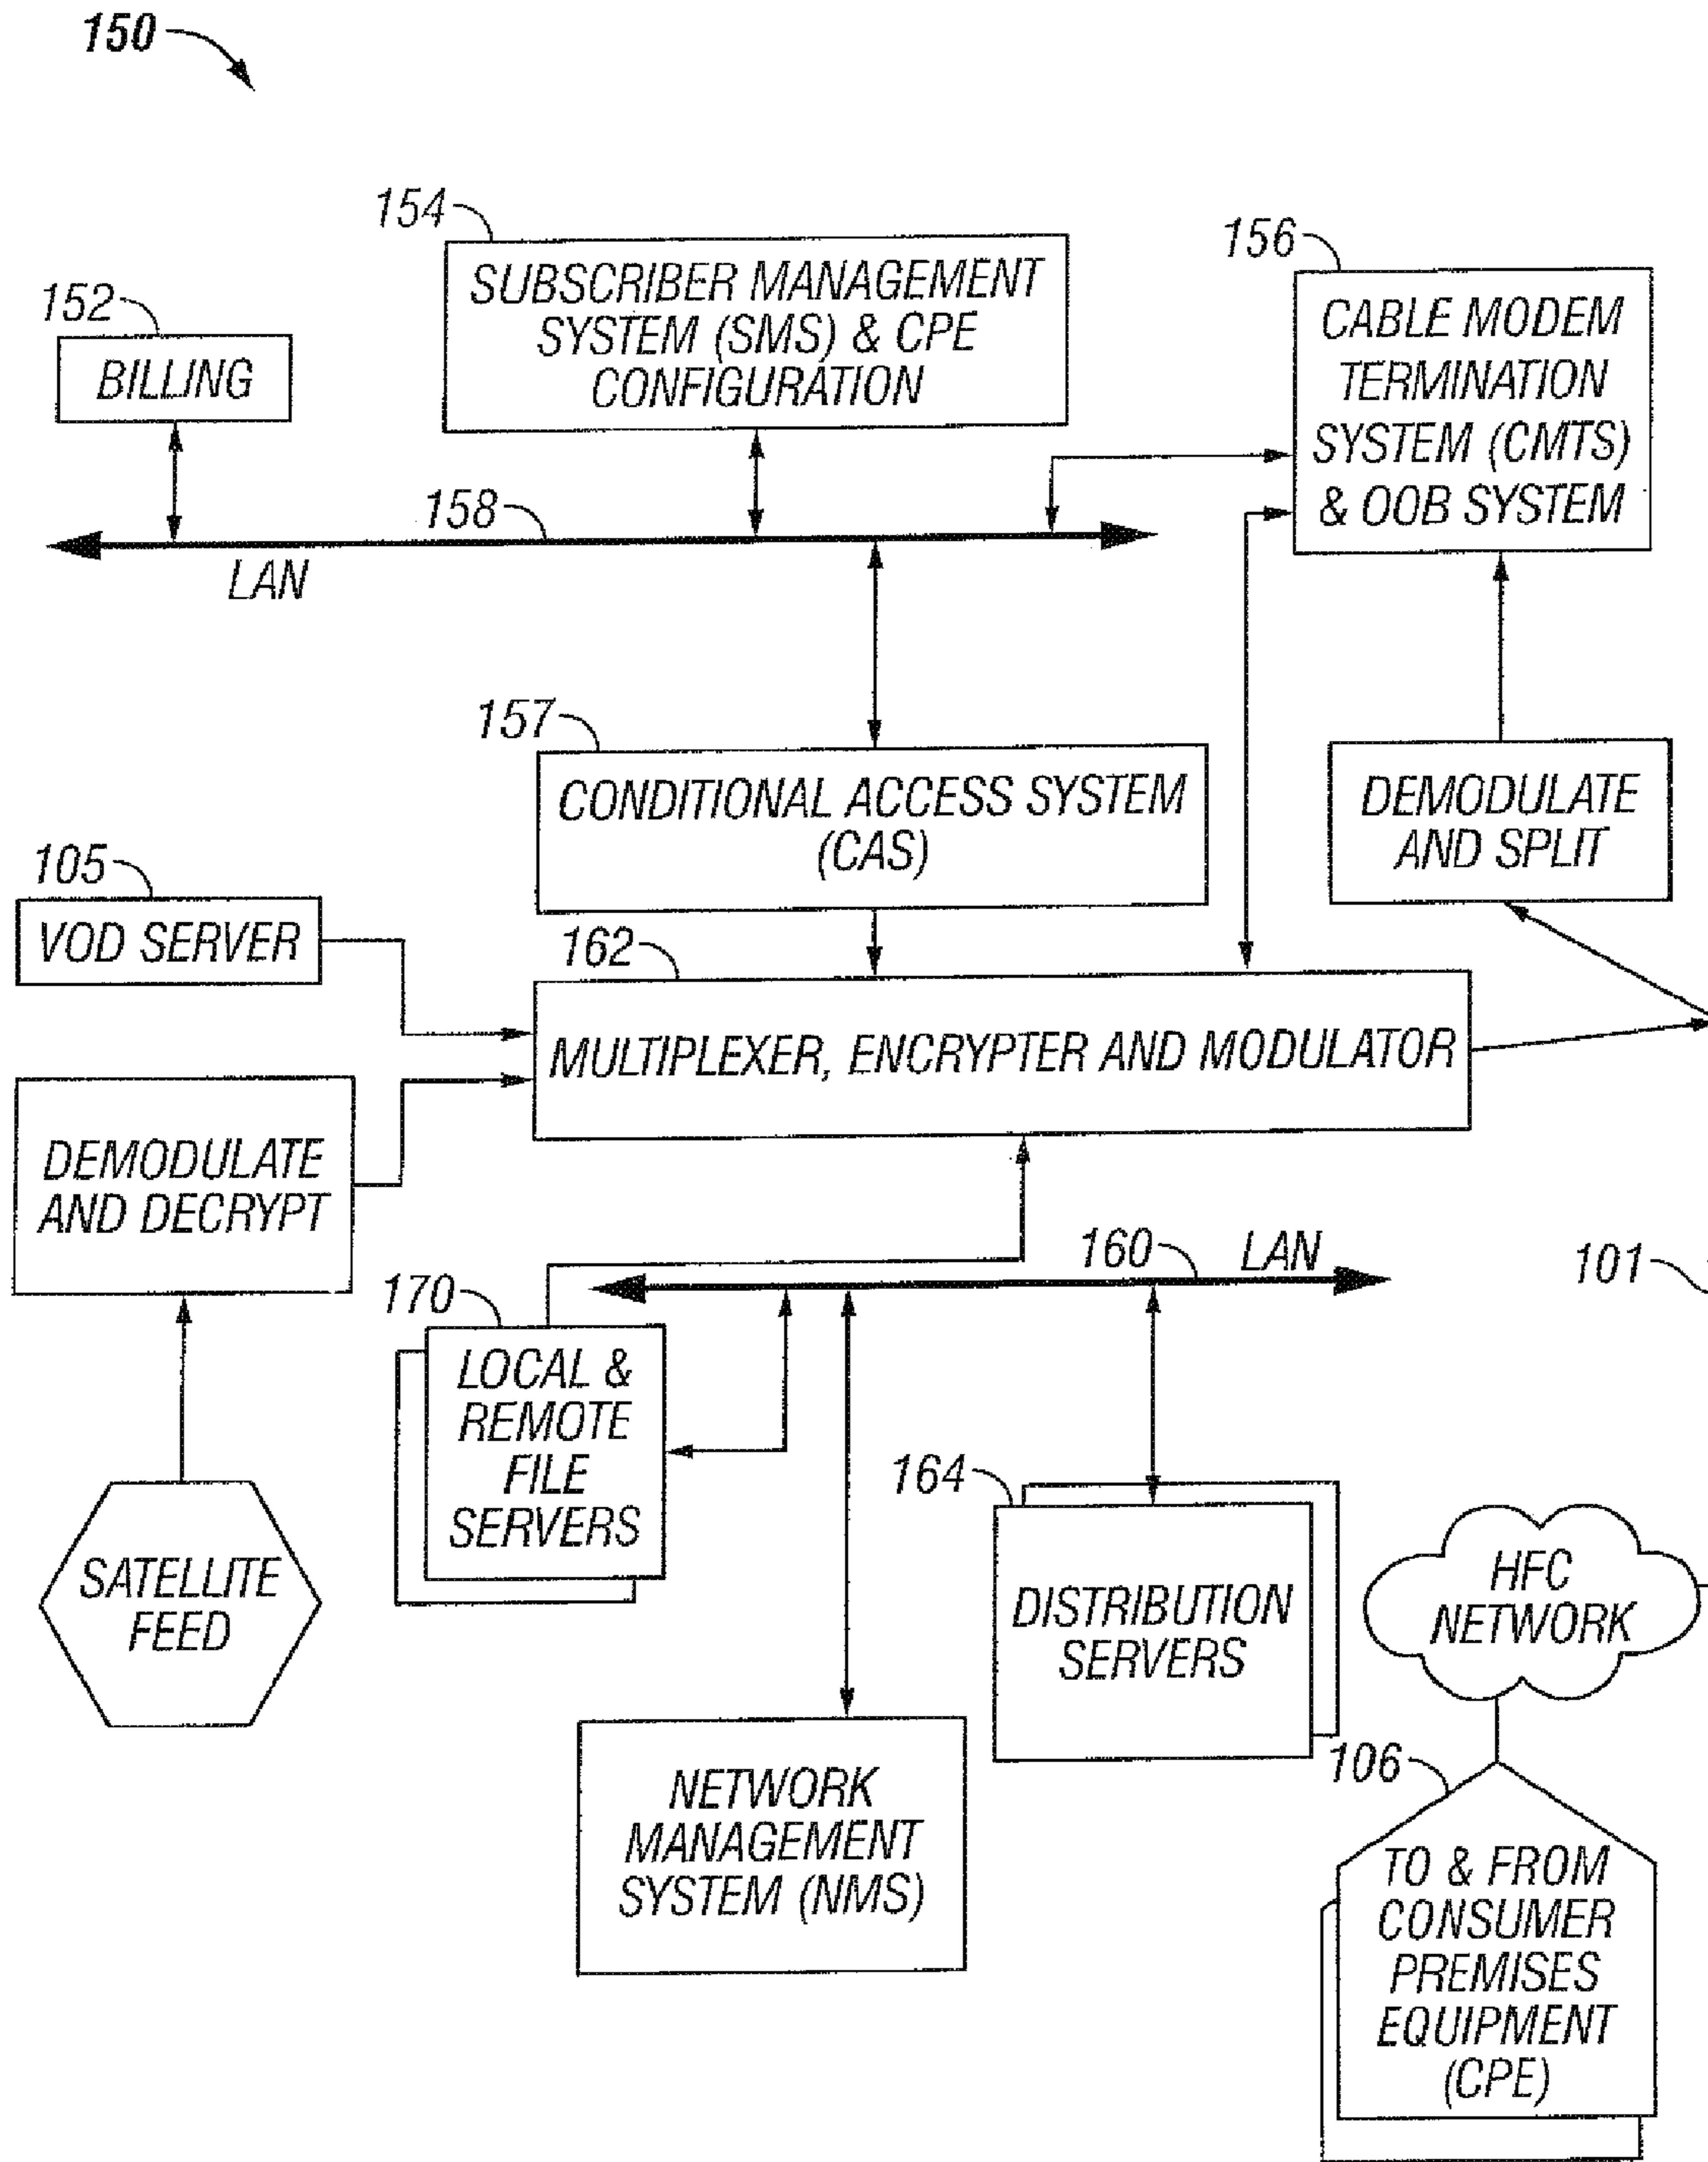 150
154
SUBSCRIBER MANAGEMENT
SYSTEM (SMS) & CPE
CONFIGURATION
156
CABLE MODEM
TERMINATION
SYSTEM (CMTS)
& OOB SYSTEM
152
BILLING
158
LAN
157
CONDITIONAL ACCESS SYSTEM
(CAS)
DEMODULATE
AND SPLIT
105
VOD SERVER
162
MULTIPLEXER, ENCRYPTER AND MODULATOR
DEMODULATE
AND DECRYPT
160
LAN
101
170
LOCAL &
REMOTE
FILE
SERVERS
164
DISTRIBUTION
SERVERS
SATELLITE
FEED
HFC
NETWORK
NETWORK
MANAGEMENT
SYSTEM (NMS)
106
TO & FROM
CONSUMER
PREMISES
EQUIPMENT
(CPE)